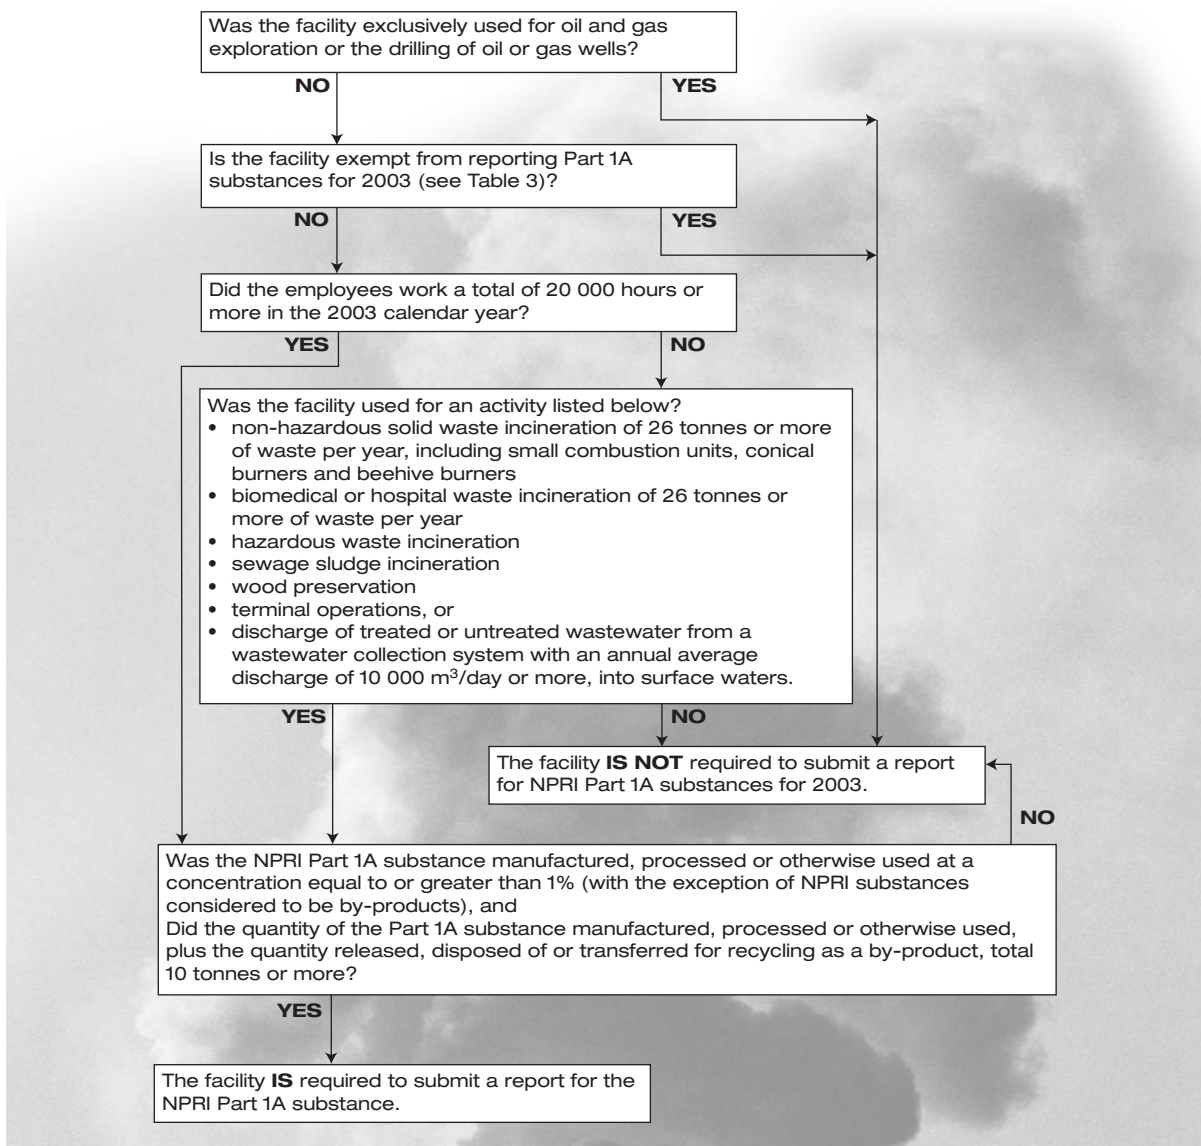 Was the facility exclusively used for oil and gas
exploration or the drilling of oil or gas wells?
NO
YES
Is the facility exempt from reporting Part 1A
substances for 2003 (see Table 3)?
NO
YES
Did the employees work a total of 20 000 hours or
more in the 2003 calendar year?
YES
NO
Was the facility used for an activity listed below?
• non-hazardous solid waste incineration of 26 tonnes or more
of waste per year, including small combustion units, conical
burners and beehive burners
• biomedical or hospital waste incineration of 26 tonnes or
more of waste per year
• hazardous waste incineration
• sewage sludge incineration
• wood preservation
• terminal operations, or
• discharge of treated or untreated wastewater from a
wastewater collection system with an annual average
discharge of 10 000 m³/day or more, into surface waters.
YES
NO
The facility IS NOT required to submit a report
for NPRI Part 1A substances for 2003.
NO
Was the NPRI Part 1A substance manufactured, processed or otherwise used at a
concentration equal to or greater than 1% (with the exception of NPRI substances
considered to be by-products), and
Did the quantity of the Part 1A substance manufactured, processed or otherwise used,
plus the quantity released, disposed of or transferred for recycling as a by-product, total
10 tonnes or more?
YES
The facility IS required to submit a report for the
NPRI Part 1A substance.